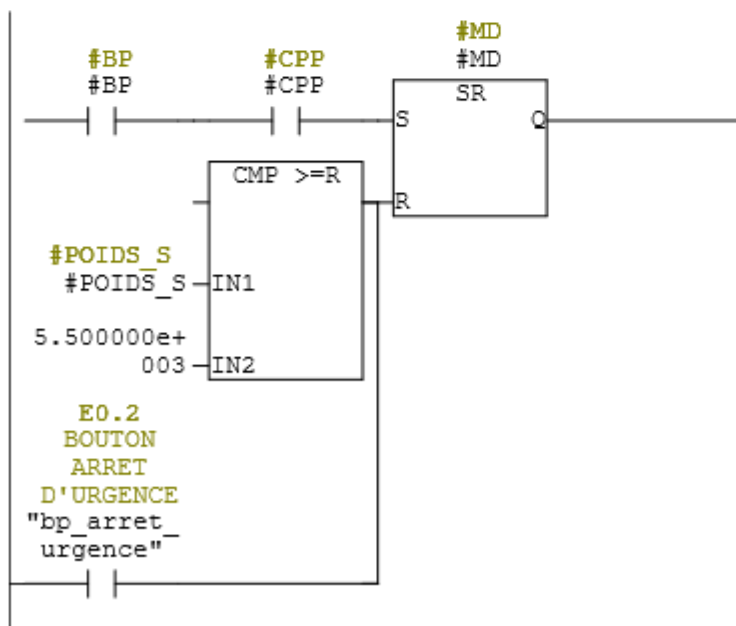 #MD
#BP #CPP #MD
#BP #CPP SR
S Q
CMP >=R
R
#POIDS_S
#POIDS_S IN1
5.500000e+
003 IN2
E0.2
BOUTON
ARRET
D'URGENCE
"bp_arret_
urgence"